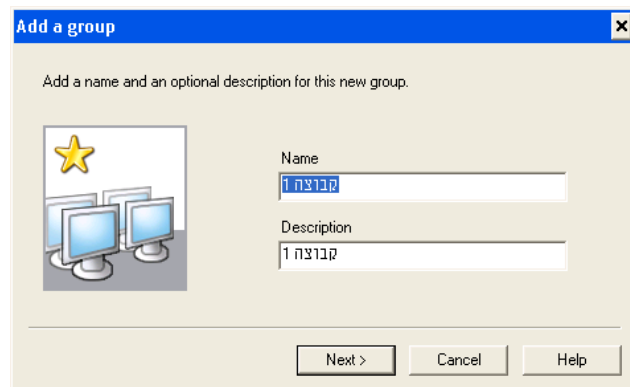 Add a group
Add a name and an optional description for this new group.
Name
קבוצה 1
Description
קבוצה 1
Next >
Cancel
Help